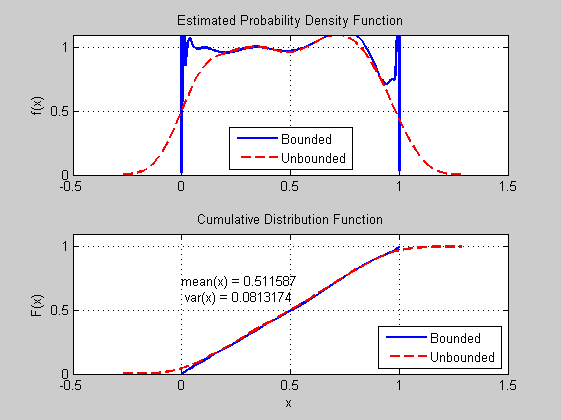 Estimated Probability Density Function
1
0.5
0
f(x)
Bounded
Unbounded
-0.5 0 0.5 1 1.5
Cumulative Distribution Function
1
0.5
0
F(x)
mean(x) = 0.511587
var(x) = 0.0813174
Bounded
Unbounded
-0.5 0 0.5 1 1.5
x